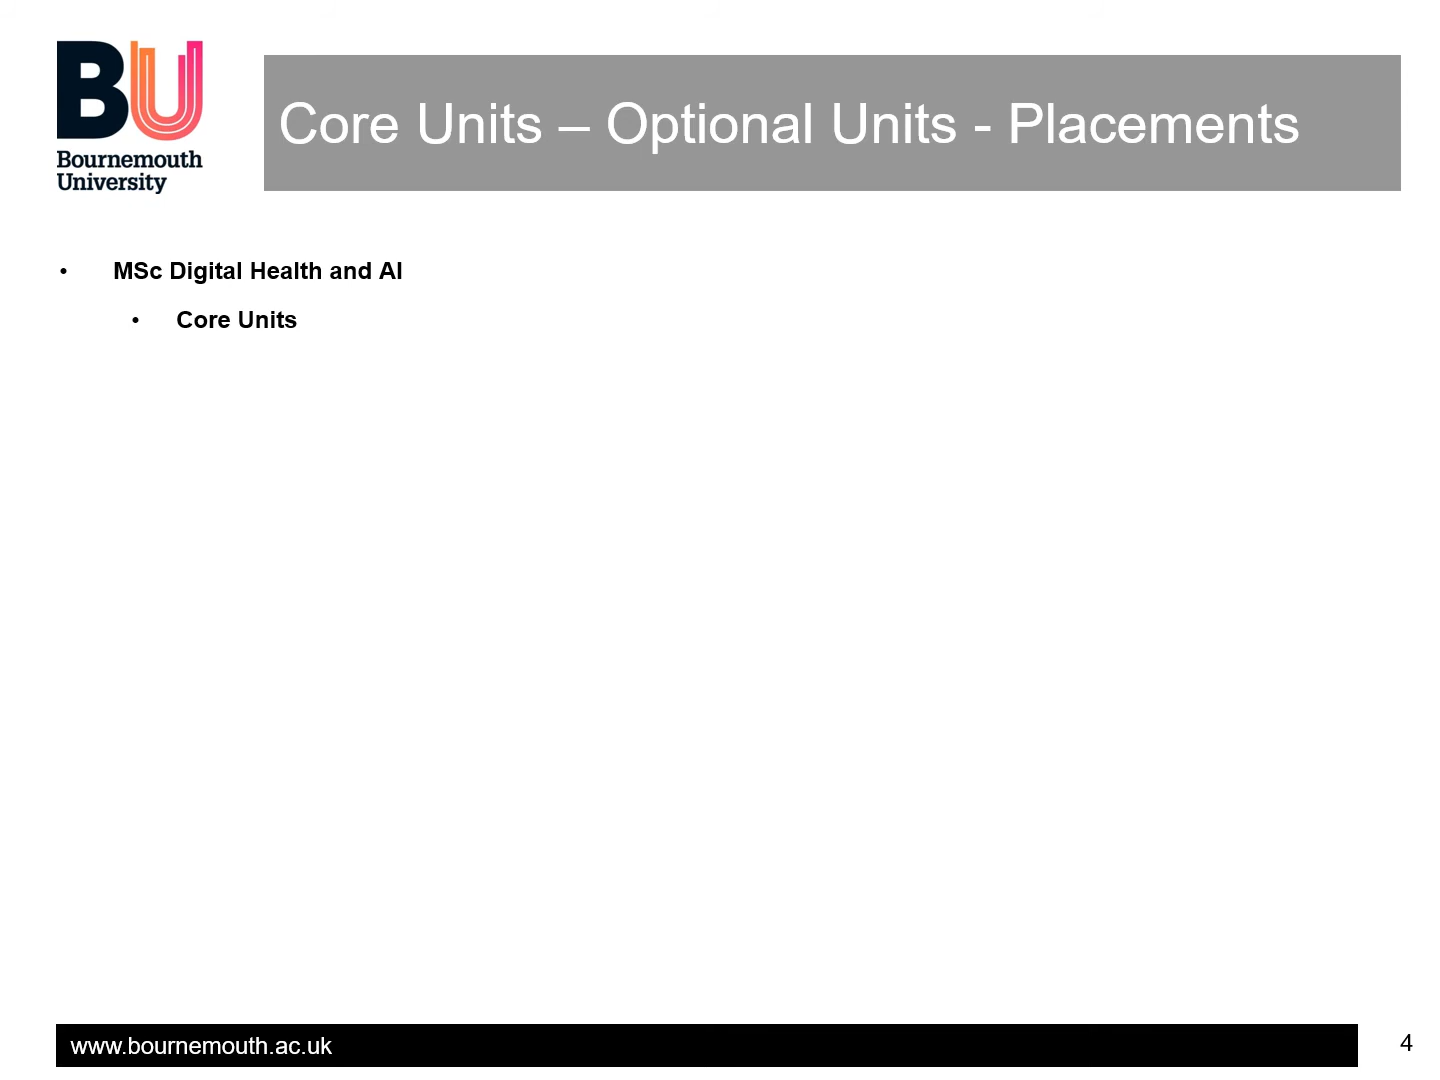 BU
Bournemouth
University
Core Units – Optional Units - Placements
• MSc Digital Health and AI
• Core Units
www.bournemouth.ac.uk
4